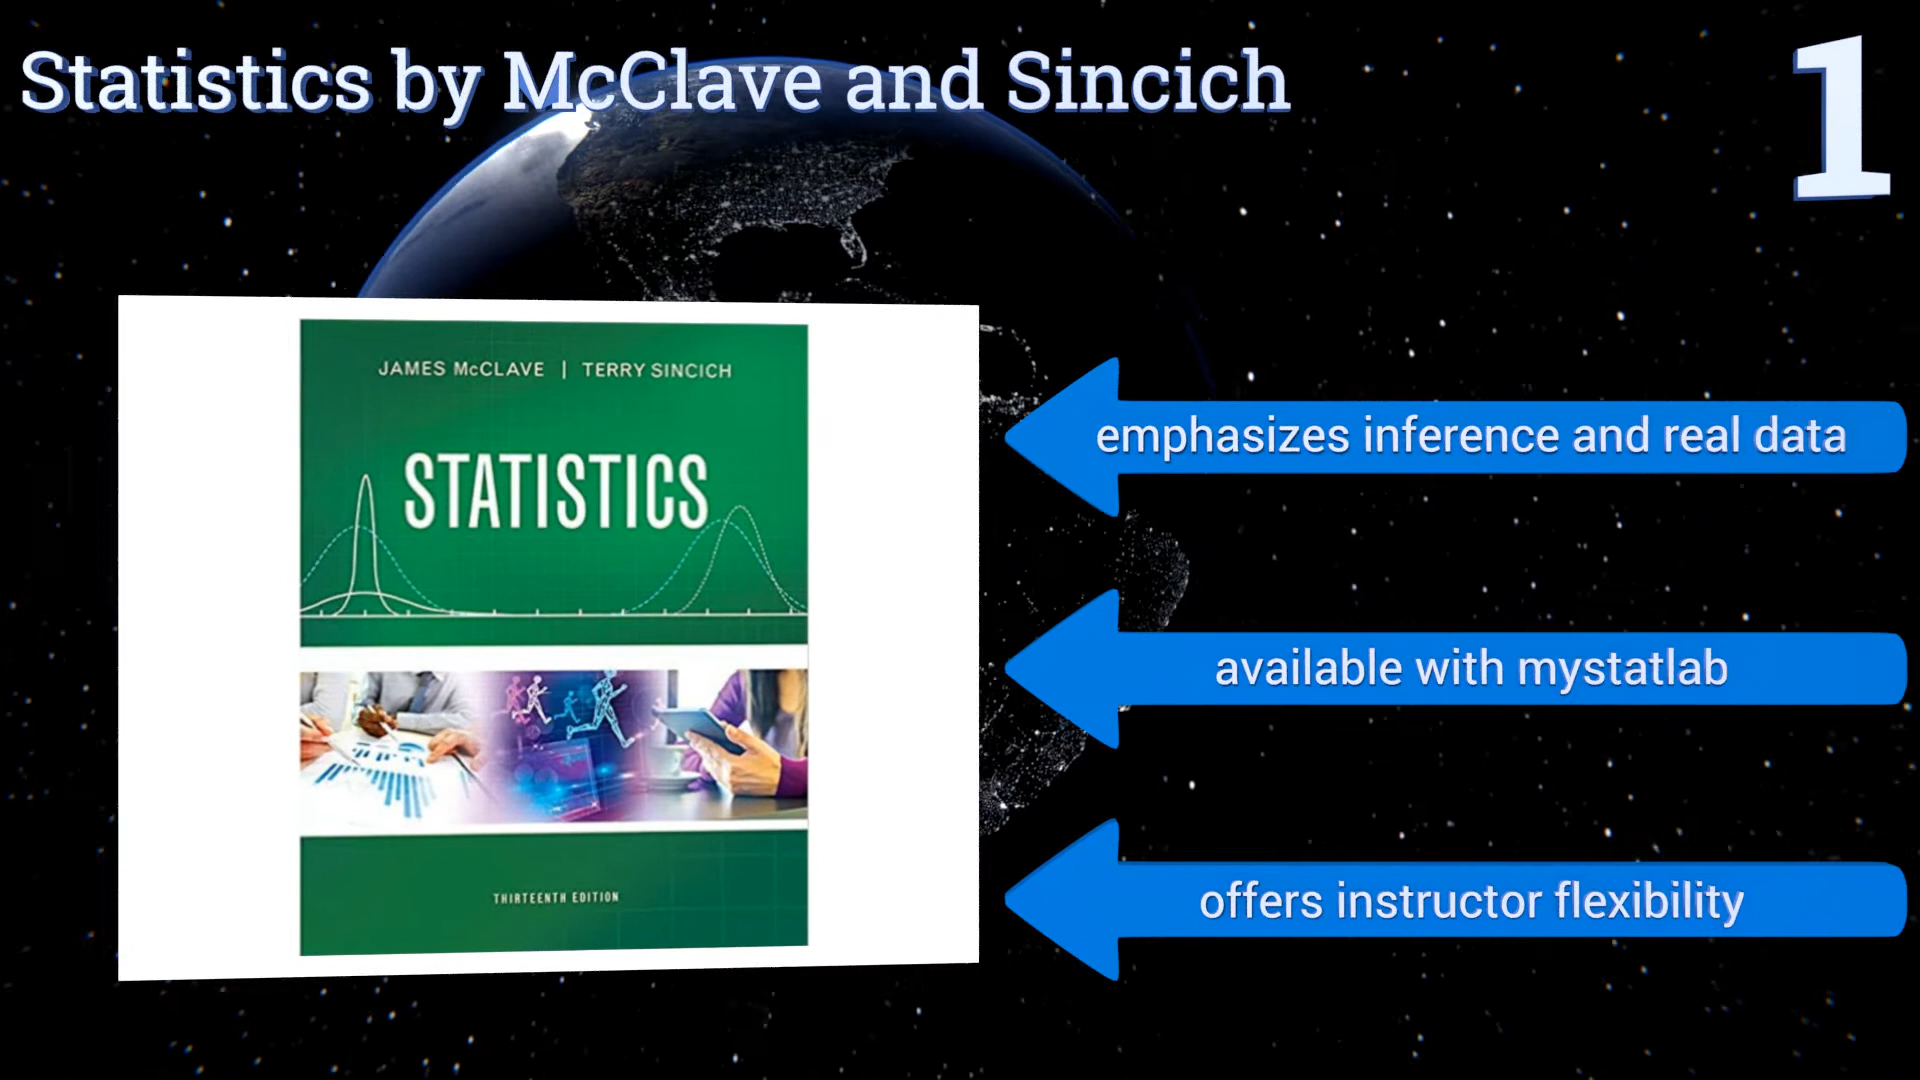 Statistics by McClave and Sincich
1
JAMES McCLAVE | TERRY SINCICH
STATISTICS
THIRTEENTH EDITION
emphasizes inference and real data
available with mystatlab
offers instructor flexibility